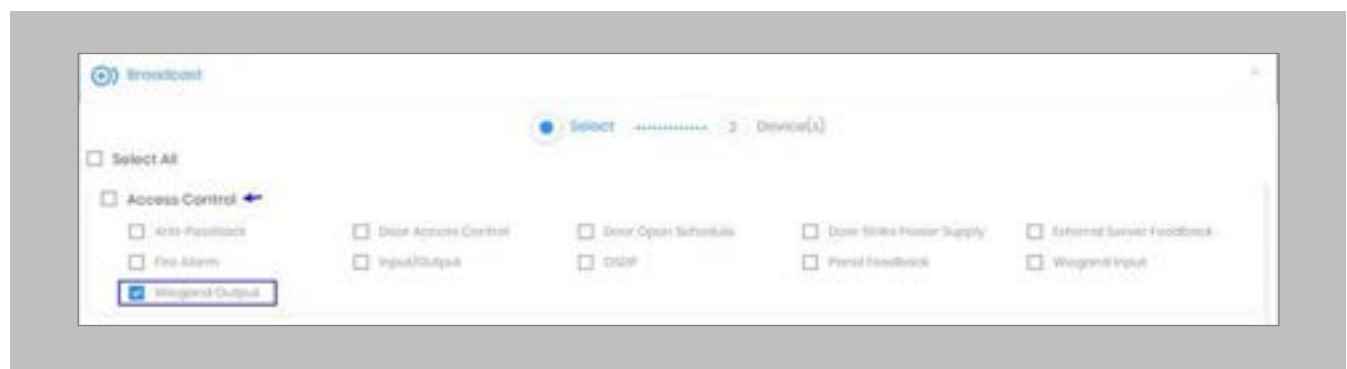 Broadcast
Select 2 Device(s)
Select All
Access Control
Anti-Passback Door Access Control Door Open Schedule Door Strike Power Supply External Server Feedback
Fire Alarm Input/Output OSDP Panel Feedback Wiegand Input
Wiegand Output